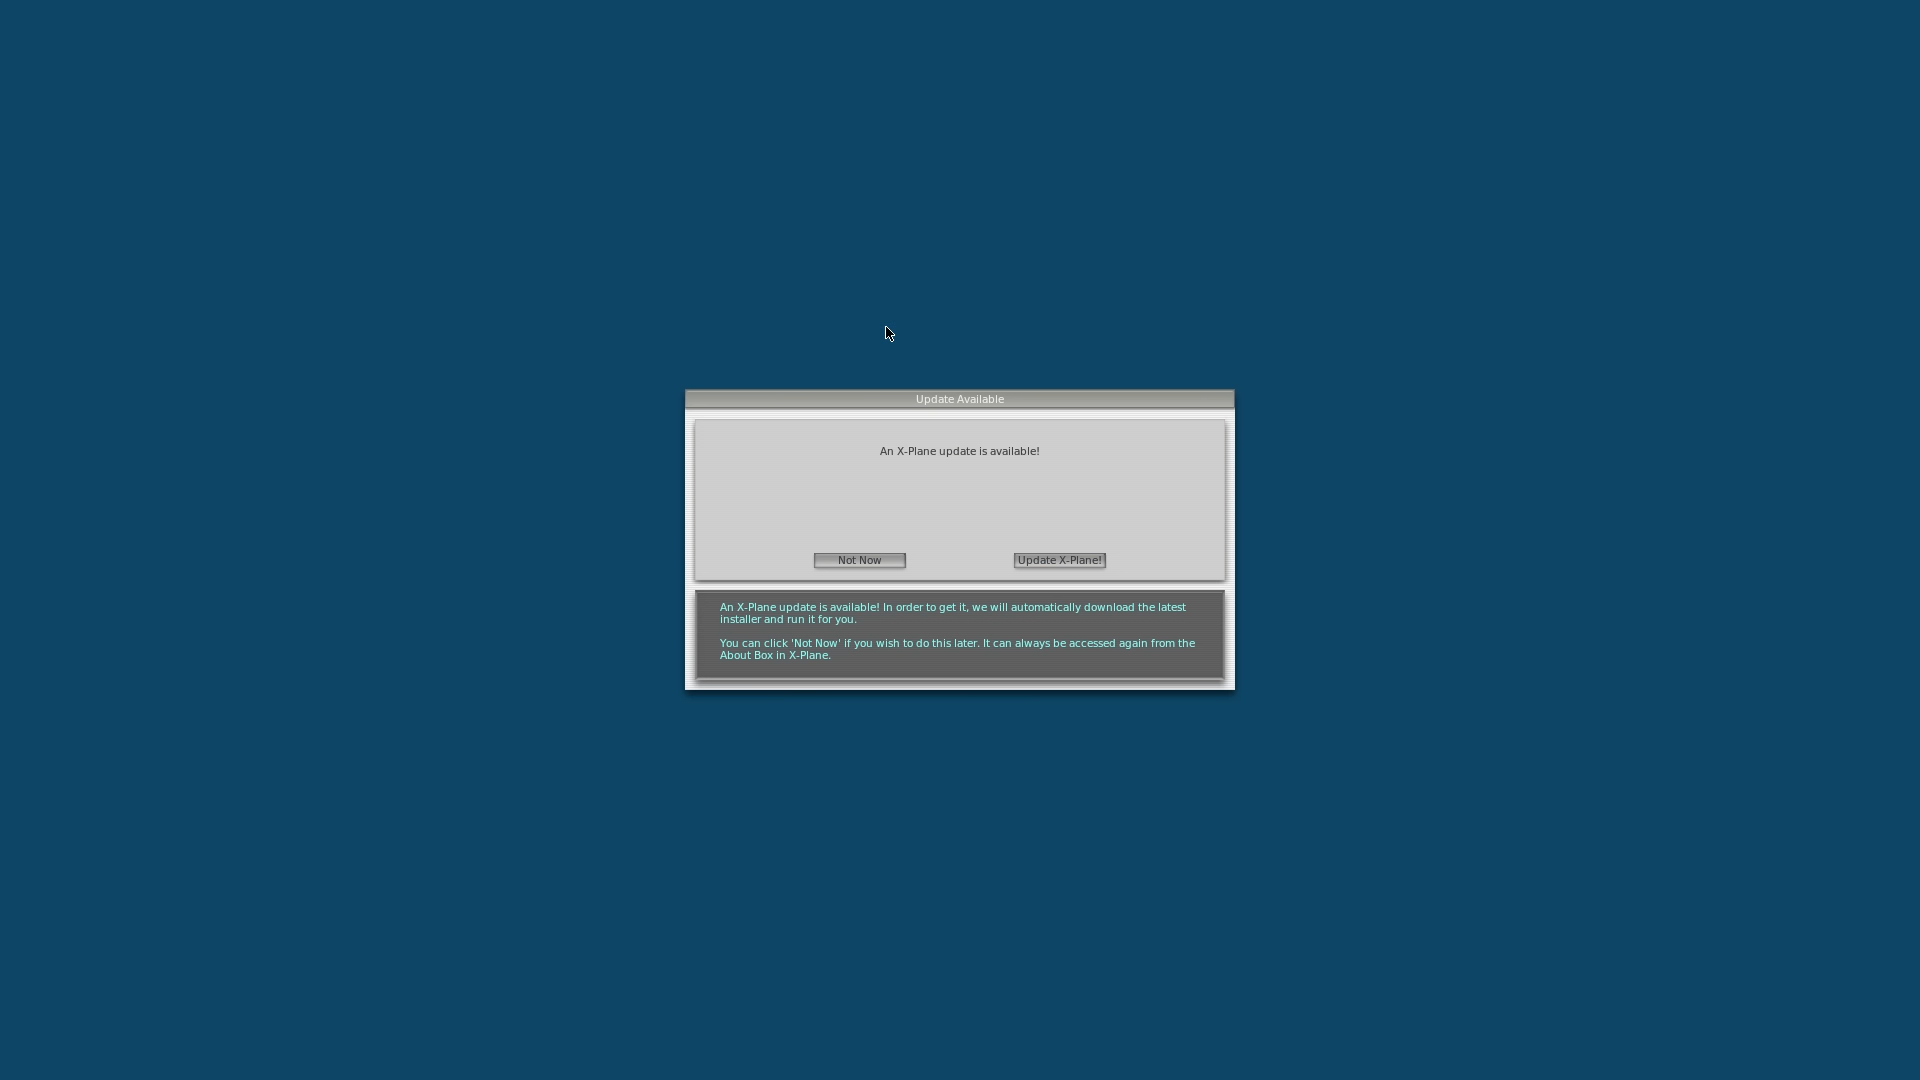 Update Available
An X-Plane update is available!
Not Now
Update X-Plane!
An X-Plane update is available! In order to get it, we will automatically download the latest
installer and run it for you.
You can click 'Not Now' if you wish to do this later. It can always be accessed again from the
About Box in X-Plane.